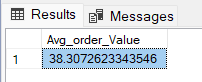 Results Messages
Avg_order_Value
1 38.3072623343546